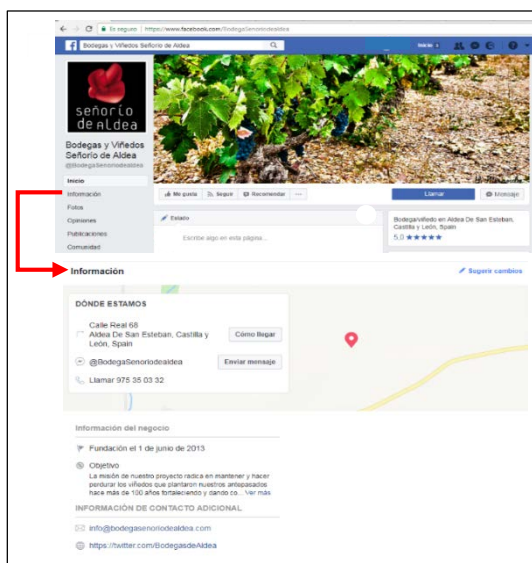 Es seguro | https://www.facebook.com/BodegaSenoriodealdea
Bodegas y Viñedos Señorío de Aldea
Inicio
señorío
de aldea
Bodegas y Viñedos
Señorío de Aldea
@BodegaSenoriodealdea
Inicio
Información
Fotos
Opiniones
Publicaciones
Comunidad
Me gusta Seguir Recomendar ...
Llamar Mensaje
Estado
Escribe algo en esta página...
Bodega/viñedo en Aldea De San Esteban,
Castilla y León, Spain
5,0 ★★★★★
Información
Sugerir cambios
DÓNDE ESTAMOS
Calle Real 68
Aldea De San Esteban, Castilla y
León, Spain
Cómo llegar
@BodegaSenoriodealdea
Enviar mensaje
Llamar 975 35 03 32
Información del negocio
Fundación el 1 de junio de 2013
Objetivo
La misión de nuestro proyecto radica en mantener y hacer
perdurar los viñedos que plantaron nuestros antepasados
hace más de 100 años fortaleciendo y dando co... Ver más
INFORMACIÓN DE CONTACTO ADICIONAL
info@bodegasenoriodealdea.com
https://twitter.com/BodegasdeAldea